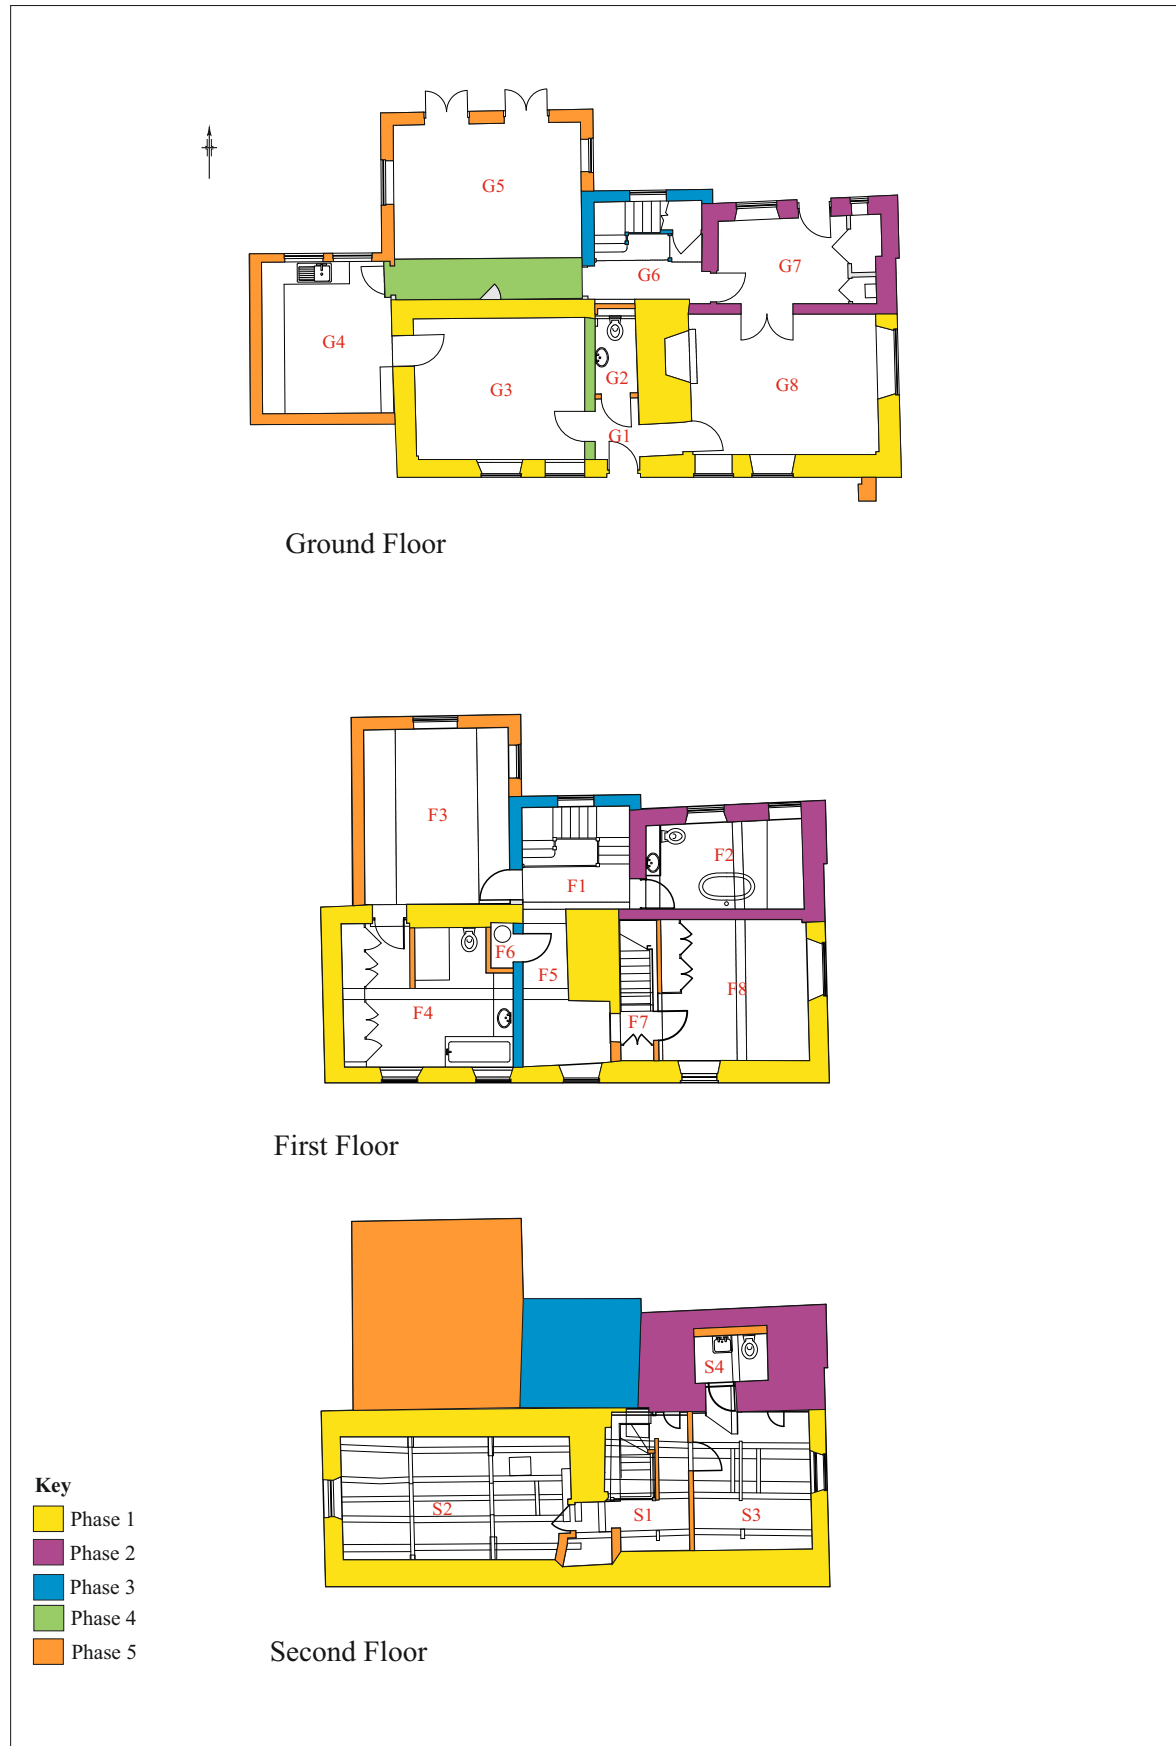 G5
G6
G7
G4
G3
G2
G8
G1
Ground Floor
F3
F2
F1
F6
F5
F8
F4
F7
First Floor
S4
S2
S1
S3
Key
Phase 1
Phase 2
Phase 3
Phase 4
Phase 5
Second Floor